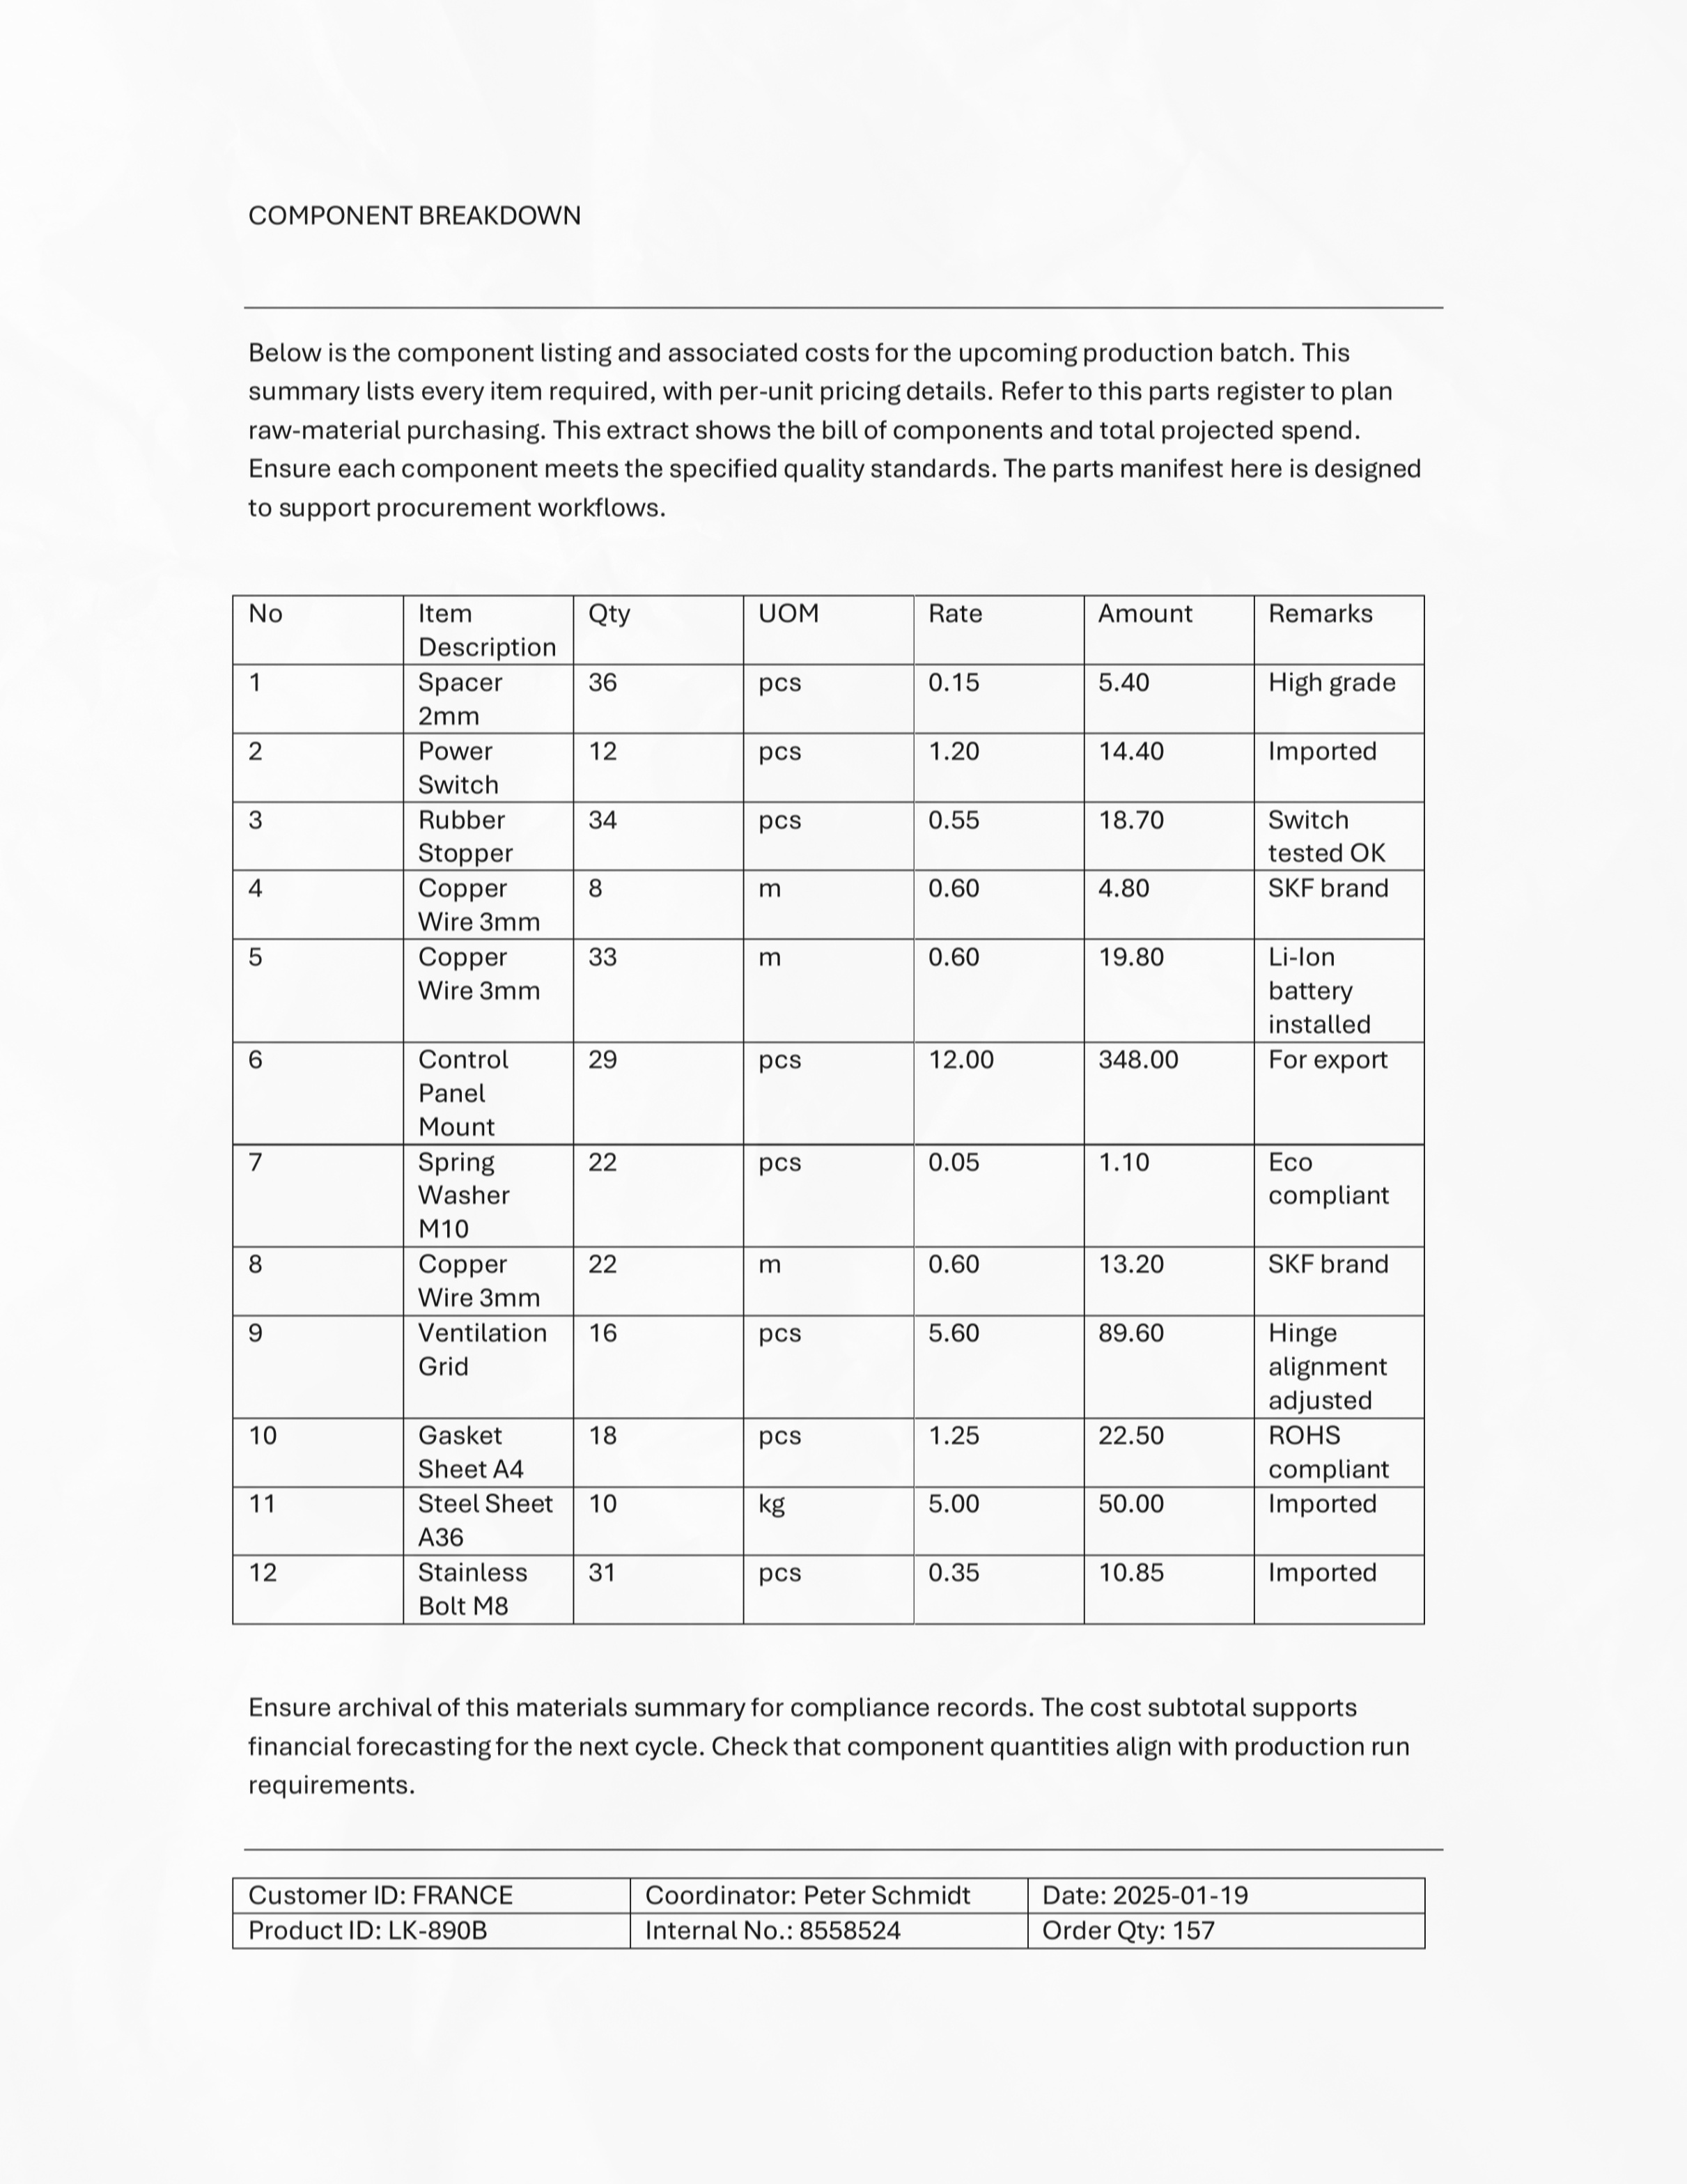 COMPONENT BREAKDOWN
Below is the component listing and associated costs for the upcoming production batch. This
summary lists every item required, with per-unit pricing details. Refer to this parts register to plan
raw-material purchasing. This extract shows the bill of components and total projected spend.
Ensure each component meets the specified quality standards. The parts manifest here is designed
to support procurement workflows.
No Item Description Qty UOM Rate Amount Remarks
1 Spacer 2mm 36 pcs 0.15 5.40 High grade
2 Power Switch 12 pcs 1.20 14.40 Imported
3 Rubber Stopper 34 pcs 0.55 18.70 Switch tested OK
4 Copper Wire 3mm 8 m 0.60 4.80 SKF brand
5 Copper Wire 3mm 33 m 0.60 19.80 Li-Ion battery installed
6 Control Panel Mount 29 pcs 12.00 348.00 For export
7 Spring Washer M10 22 pcs 0.05 1.10 Eco compliant
8 Copper Wire 3mm 22 m 0.60 13.20 SKF brand
9 Ventilation Grid 16 pcs 5.60 89.60 Hinge alignment adjusted
10 Gasket Sheet A4 18 pcs 1.25 22.50 ROHS compliant
11 Steel Sheet A36 10 kg 5.00 50.00 Imported
12 Stainless Bolt M8 31 pcs 0.35 10.85 Imported
Ensure archival of this materials summary for compliance records. The cost subtotal supports
financial forecasting for the next cycle. Check that component quantities align with production run
requirements.
Customer ID: FRANCE Coordinator: Peter Schmidt Date: 2025-01-19
Product ID: LK-890B Internal No.: 8558524 Order Qty: 157